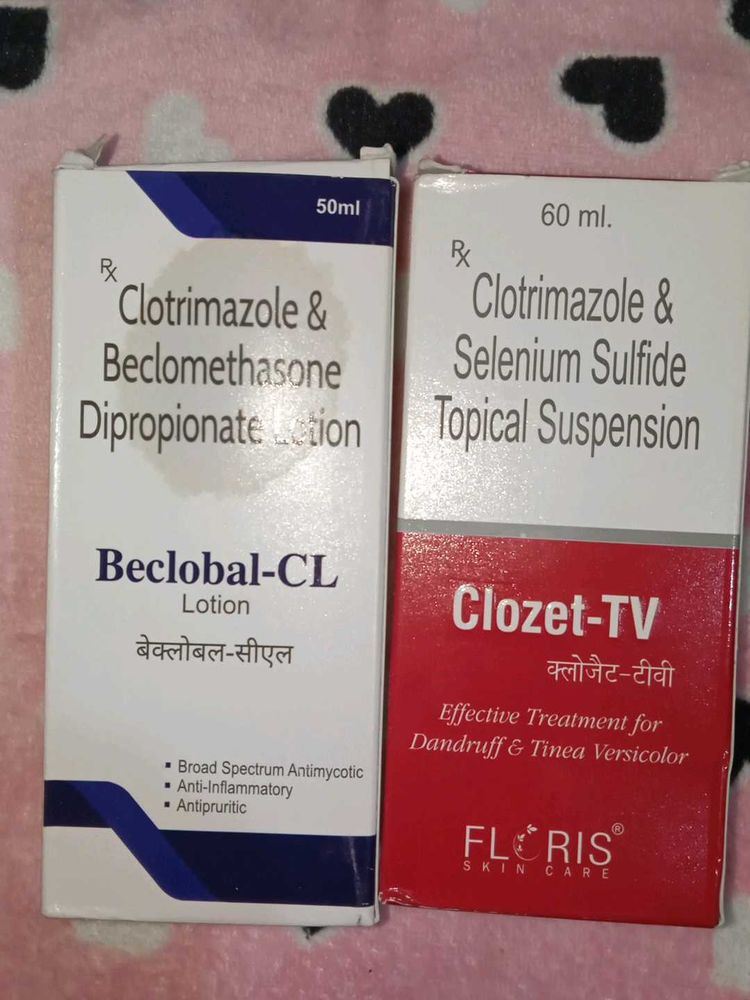 50ml
Rx
Clotrimazole &
Beclomethasone
Dipropionate Lotion
Beclobal-CL
Lotion
बेक्लोबल-सीएल
▪ Broad Spectrum Antimycotic
▪ Anti-Inflammatory
▪ Antipruritic
60 ml.
Rx
Clotrimazole &
Selenium Sulfide
Topical Suspension
Clozet-TV
क्लोजैट-टीवी
Effective Treatment for
Dandruff & Tinea Versicolor
FLORIS®
SKIN CARE